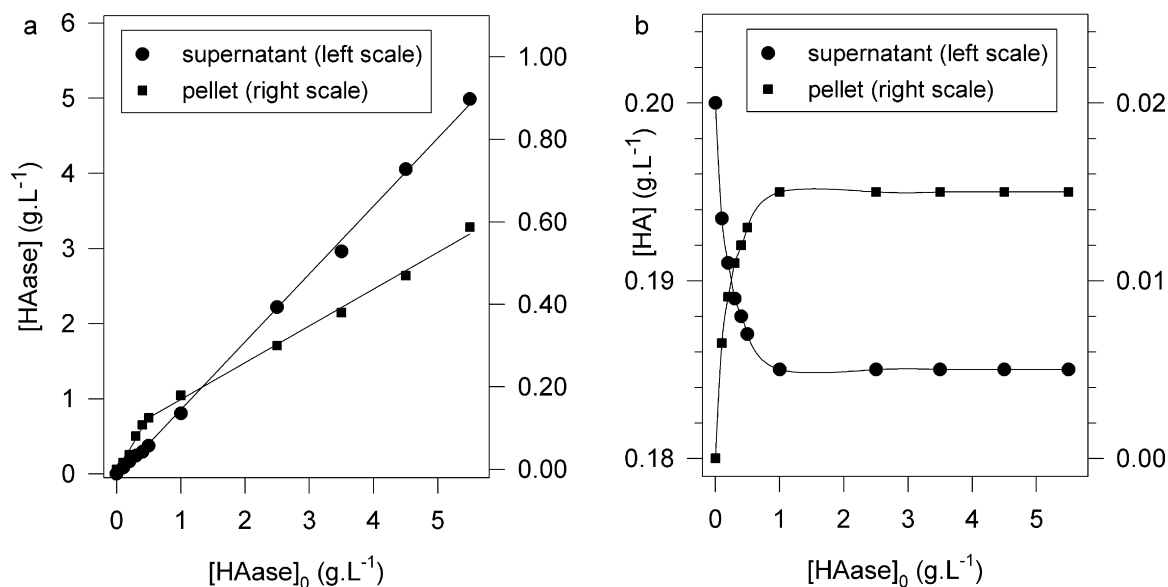 a
supernatant (left scale)
pellet (right scale)
[HAase] (g.L-1)
6
5
4
3
2
1
0
1.00
0.80
0.60
0.40
0.20
0.00
0 1 2 3 4 5
[HAase]0 (g.L-1)
b
supernatant (left scale)
pellet (right scale)
[HA] (g.L-1)
0.20
0.19
0.18
0.02
0.01
0.00
0 1 2 3 4 5
[HAase]0 (g.L-1)